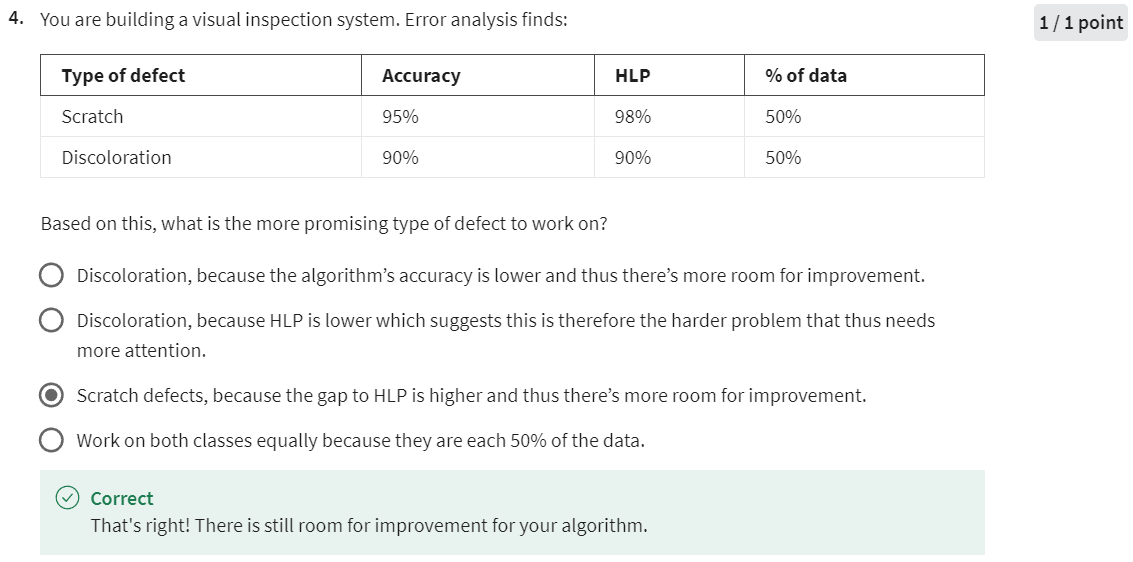 4. You are building a visual inspection system. Error analysis finds:
1 / 1 point
Type of defect Accuracy HLP % of data
Scratch 95% 98% 50%
Discoloration 90% 90% 50%
Based on this, what is the more promising type of defect to work on?
Discoloration, because the algorithm’s accuracy is lower and thus there’s more room for improvement.
Discoloration, because HLP is lower which suggests this is therefore the harder problem that thus needs
more attention.
Scratch defects, because the gap to HLP is higher and thus there’s more room for improvement.
Work on both classes equally because they are each 50% of the data.
Correct
That's right! There is still room for improvement for your algorithm.